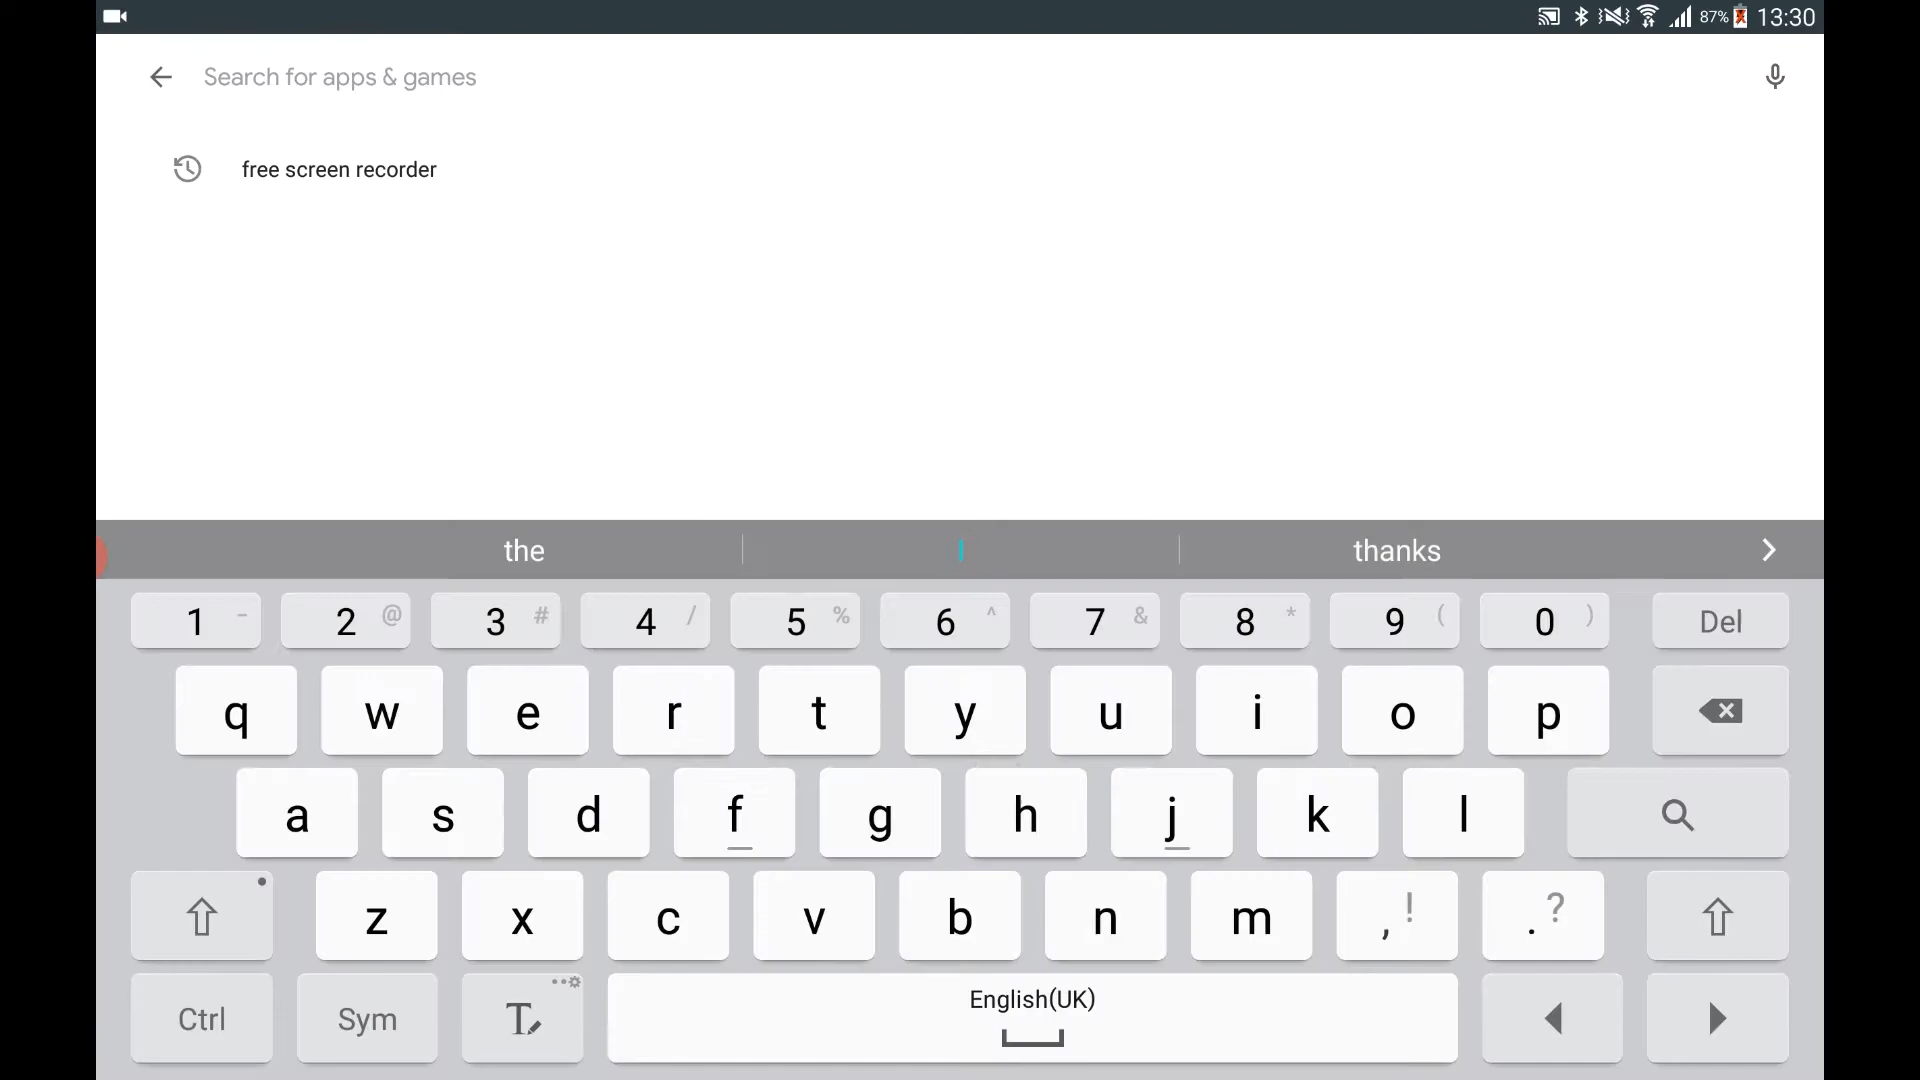 87% 13:30
Search for apps & games
free screen recorder
the I thanks
1 - 2 @ 3 # 4 / 5 % 6 ^ 7 & 8 * 9 ( 0 ) Del
q w e r t y u i o p
a s d f g h j k l
z x c v b n m , ! . ?
Ctrl Sym T English(UK)